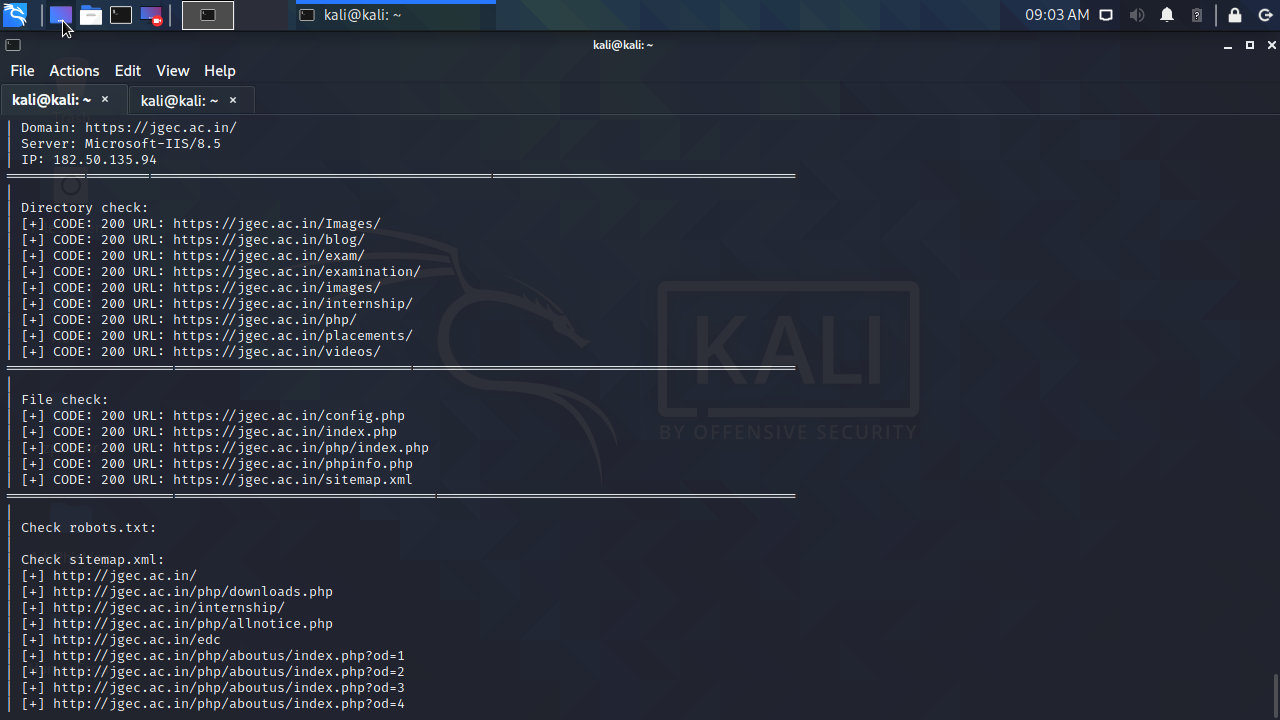 kali@kali: ~
09:03 AM
kali@kali: ~
File Actions Edit View Help
kali@kali: ~ × kali@kali: ~ ×
| Domain: https://jgec.ac.in/
| Server: Microsoft-IIS/8.5
| IP: 182.50.135.94
| Directory check:
| [+] CODE: 200 URL: https://jgec.ac.in/Images/
| [+] CODE: 200 URL: https://jgec.ac.in/blog/
| [+] CODE: 200 URL: https://jgec.ac.in/exam/
| [+] CODE: 200 URL: https://jgec.ac.in/examination/
| [+] CODE: 200 URL: https://jgec.ac.in/images/
| [+] CODE: 200 URL: https://jgec.ac.in/internship/
| [+] CODE: 200 URL: https://jgec.ac.in/php/
| [+] CODE: 200 URL: https://jgec.ac.in/placements/
| [+] CODE: 200 URL: https://jgec.ac.in/videos/
| File check:
| [+] CODE: 200 URL: https://jgec.ac.in/config.php
| [+] CODE: 200 URL: https://jgec.ac.in/index.php
| [+] CODE: 200 URL: https://jgec.ac.in/php/index.php
| [+] CODE: 200 URL: https://jgec.ac.in/phpinfo.php
| [+] CODE: 200 URL: https://jgec.ac.in/sitemap.xml
| Check robots.txt:
| Check sitemap.xml:
| [+] http://jgec.ac.in/
| [+] http://jgec.ac.in/php/downloads.php
| [+] http://jgec.ac.in/internship/
| [+] http://jgec.ac.in/php/allnotice.php
| [+] http://jgec.ac.in/edc
| [+] http://jgec.ac.in/php/aboutus/index.php?od=1
| [+] http://jgec.ac.in/php/aboutus/index.php?od=2
| [+] http://jgec.ac.in/php/aboutus/index.php?od=3
| [+] http://jgec.ac.in/php/aboutus/index.php?od=4
KALI
BY OFFENSIVE SECURITY